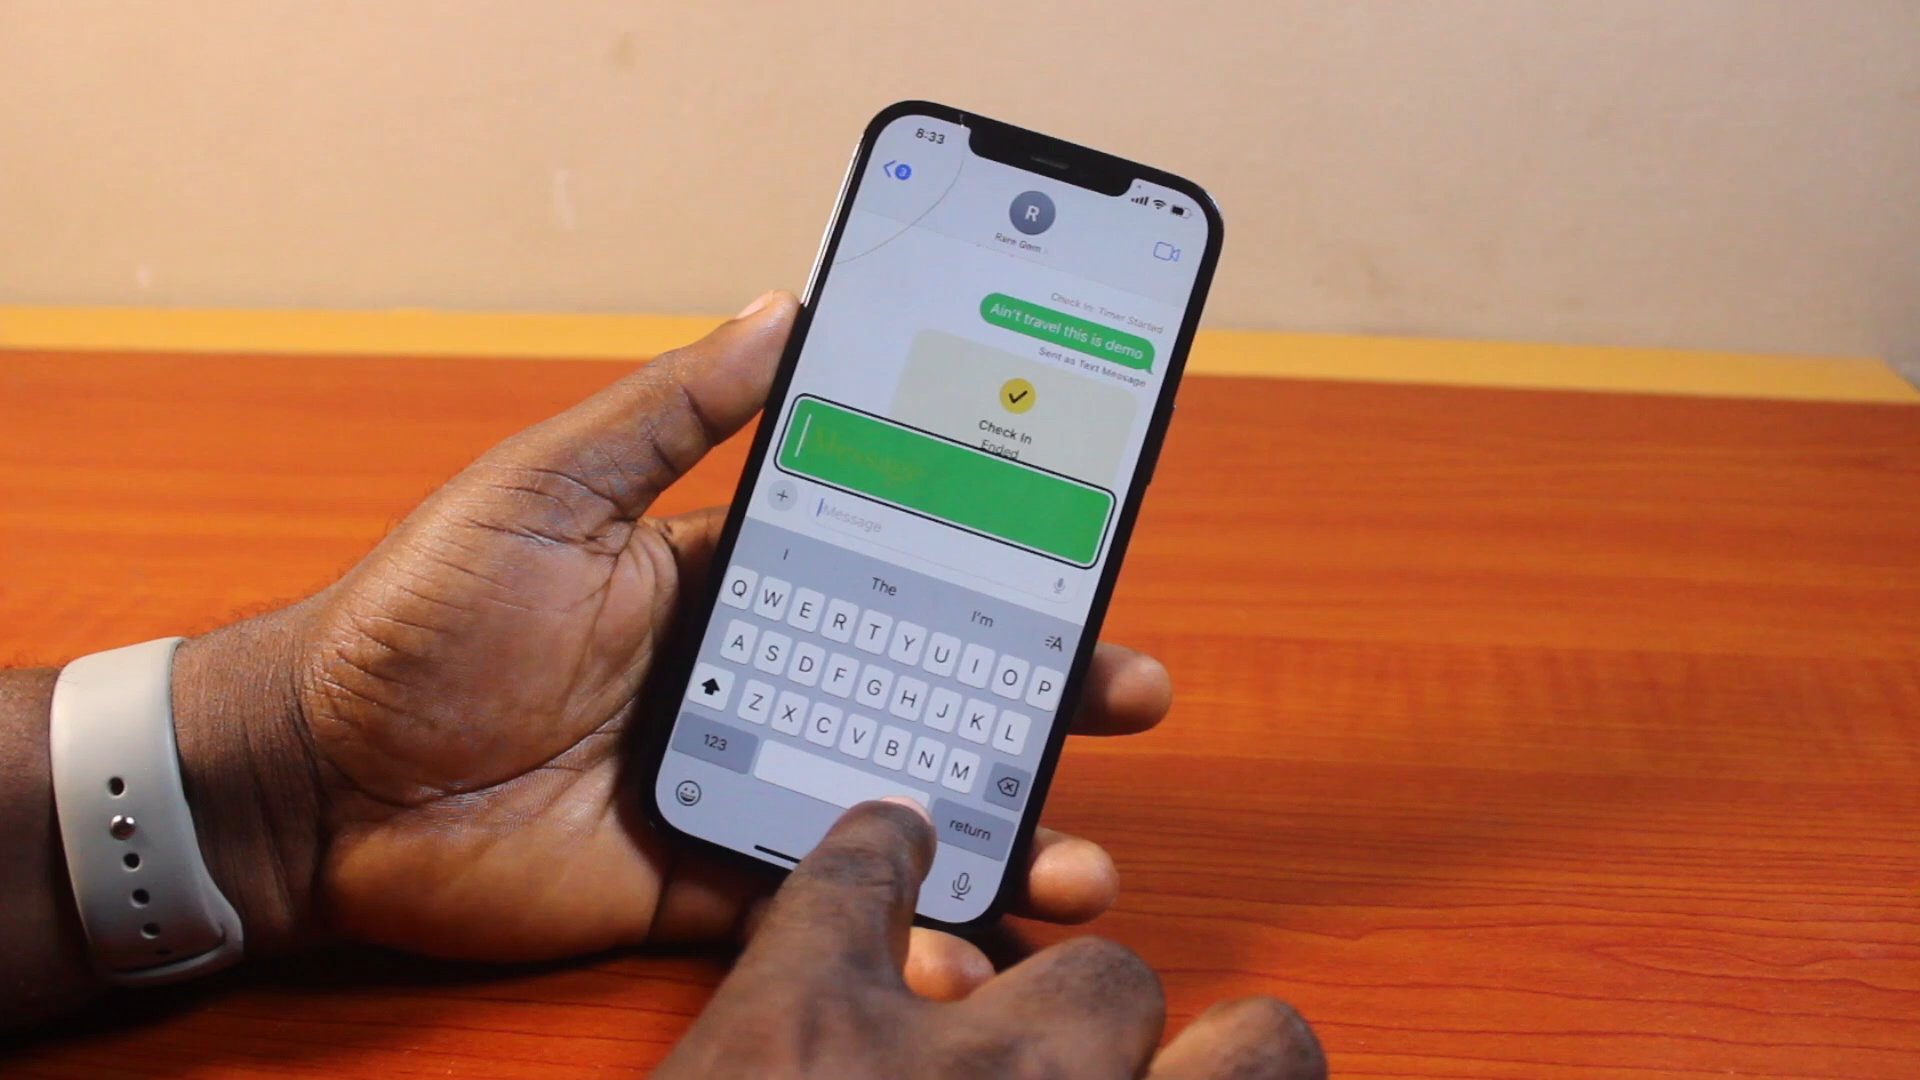 8:33
3
R
Rare Gem
Check In: Timer Started
Ain't travel this is demo
Sent as Text Message
Check In
Ended
Message
Message
I The I'm
Q W E R T Y U I O P
A S D F G H J K L
Z X C V B N M
123 return